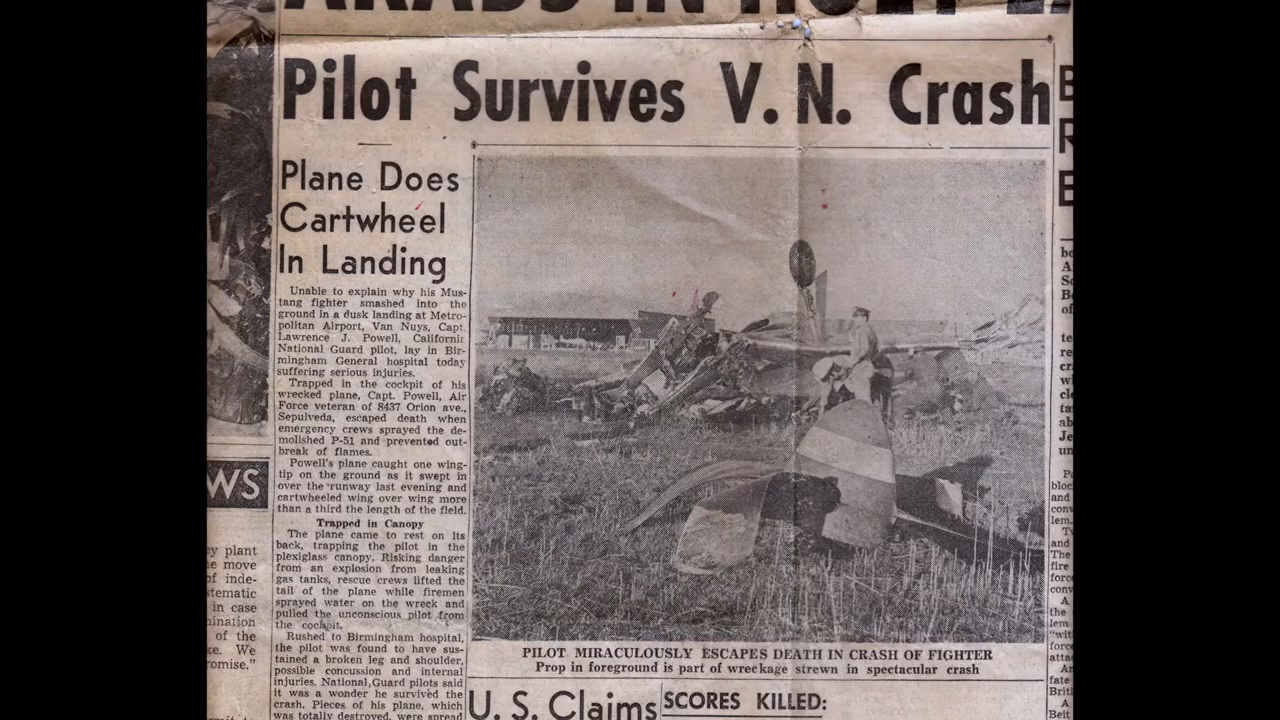 ARABS IN HOLY
Pilot Survives V. N. Crash
Plane Does
Cartwheel
In Landing
Unable to explain why his Mus-
tang fighter smashed into the
ground in a dusk landing at Metro-
politan Airport, Van Nuys, Capt.
Lawrence J. Powell, California
National Guard pilot, lay in Bir-
mingham General hospital today
suffering serious injuries.
Trapped in the cockpit of his
wrecked plane, Capt. Powell, Air
Force veteran of 8437 Orion ave.,
Sepulveda, escaped death when
emergency crews sprayed the de-
molished P-51 and prevented out-
break of flames.
Powell's plane caught one wing-
tip on the ground as it swept in
over the runway last evening and
cartwheeled wing over wing more
than a third the length of the field.
Trapped in Canopy
The plane came to rest on its
back, trapping the pilot in the
plexiglass canopy. Risking danger
from an explosion from leaking
gas tanks, rescue crews lifted the
tail of the plane while firemen
sprayed water on the wreck and
pulled the unconscious pilot from
the cockpit.
Rushed to Birmingham hospital,
the pilot was found to have sus-
tained a broken leg and shoulder,
possible concussion and internal
injuries. National Guard pilots said
it was a wonder he survived the
crash. Pieces of his plane, which
was totally destroyed, were spread
PILOT MIRACULOUSLY ESCAPES DEATH IN CRASH OF FIGHTER
Prop in foreground is part of wreckage strewn in spectacular crash
U. S. Claims
SCORES KILLED:
WS
ey plant
e move
of inde-
stematic
in case
ination
of the
ke. We
romise."
B
R
E